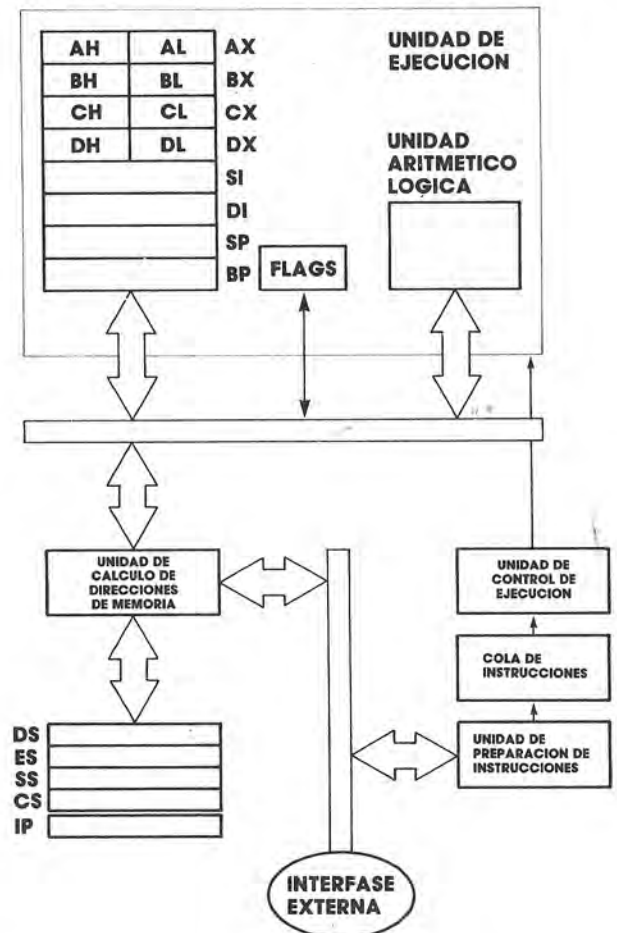 AH AL AX
BH BL BX
CH CL CX
DH DL DX
SI
DI
SP
BP
FLAGS
UNIDAD DE
EJECUCION
UNIDAD
ARITMETICO
LOGICA
UNIDAD DE
CALCULO DE
DIRECCIONES
DE MEMORIA
UNIDAD DE
CONTROL DE
EJECUCION
COLA DE
INSTRUCCIONES
UNIDAD DE
PREPARACION DE
INSTRUCCIONES
DS
ES
SS
CS
IP
INTERFASE
EXTERNA